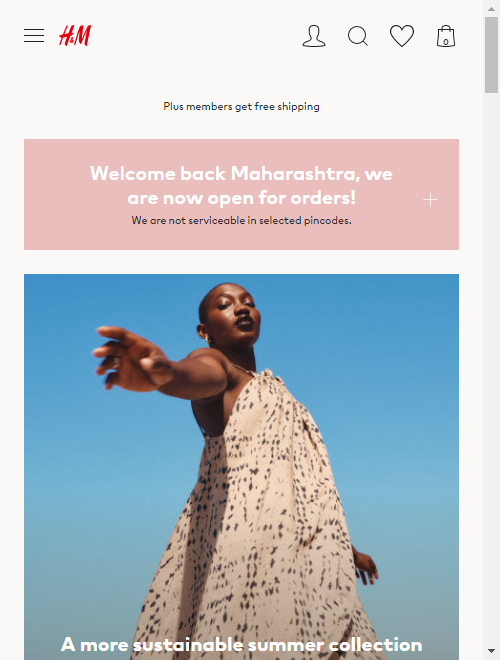 H&M
0
Plus members get free shipping
Welcome back Maharashtra, we
are now open for orders!
We are not serviceable in selected pincodes.
A more sustainable summer collection